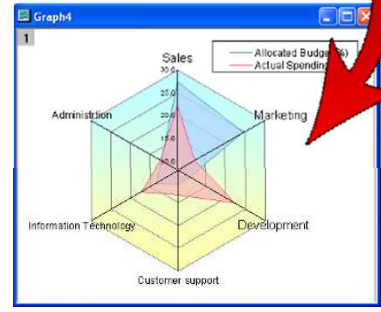 Graph4
1
Allocated Budget(%)
Actual Spending
Sales
30.0
25.0
20.0
15.0
10.0
Administrtion
Marketing
Information Technology
Development
Customer support